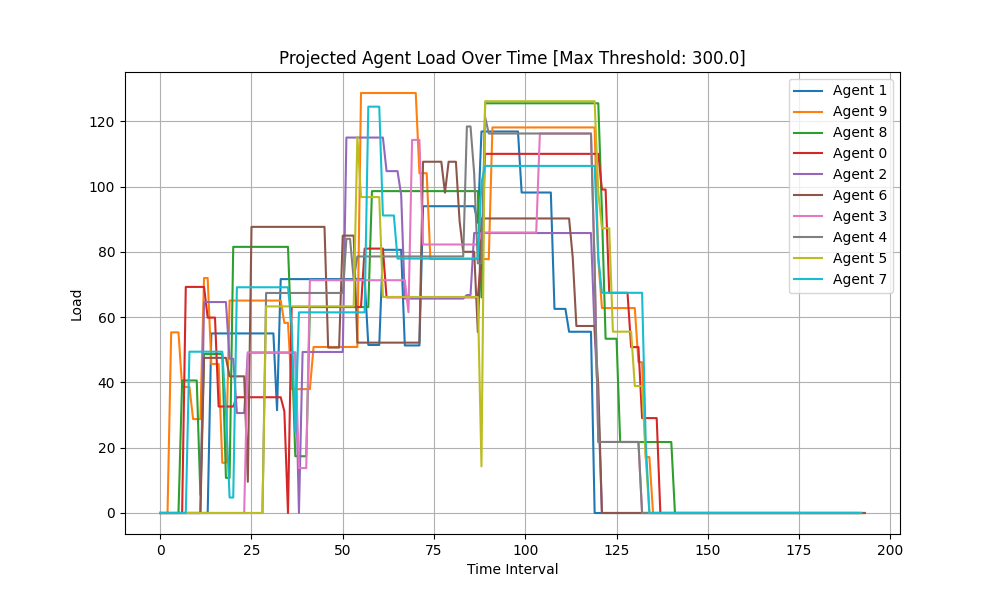 Projected Agent Load Over Time [Max Threshold: 300.0]
Load
120
100
80
60
40
20
0
0 25 50 75 100 125 150 175 200
Time Interval
Agent 1
Agent 9
Agent 8
Agent 0
Agent 2
Agent 6
Agent 3
Agent 4
Agent 5
Agent 7